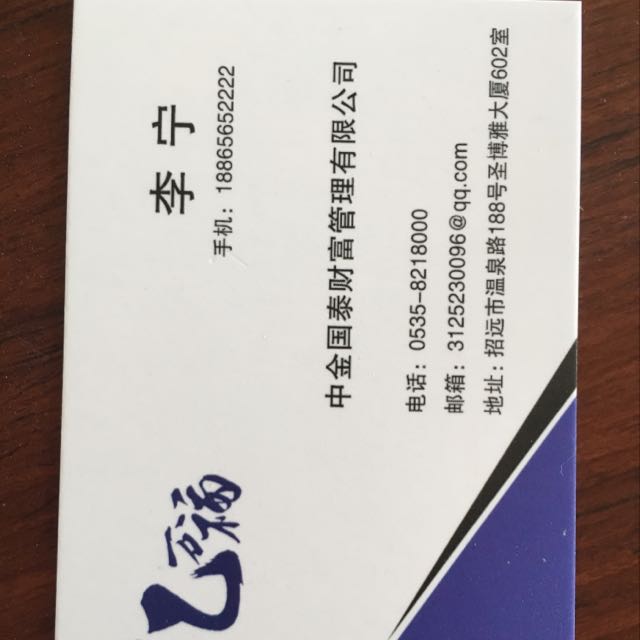 李宁
手机：18865652222
中金国泰财富管理有限公司
电话：0535-8218000
邮箱：3125230096@qq.com
地址：招远市温泉路188号圣博雅大厦602室
万福